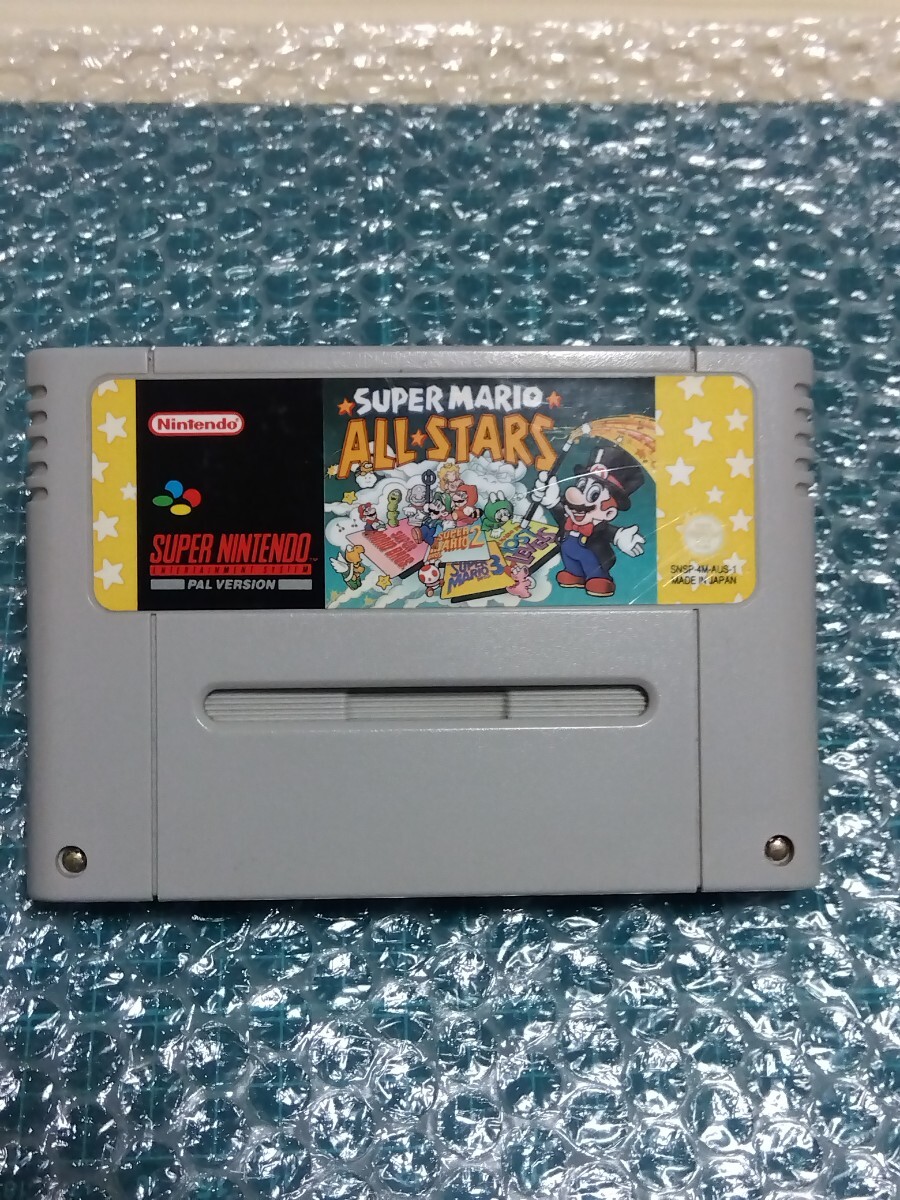 Nintendo
SUPER NINTENDO
ENTERTAINMENT SYSTEM
PAL VERSION
SUPER MARIO
ALL★STARS
SUPER
MARIO 2
SUPER
MARIO 3
SNSP-4M-AUS-1
MADE IN JAPAN